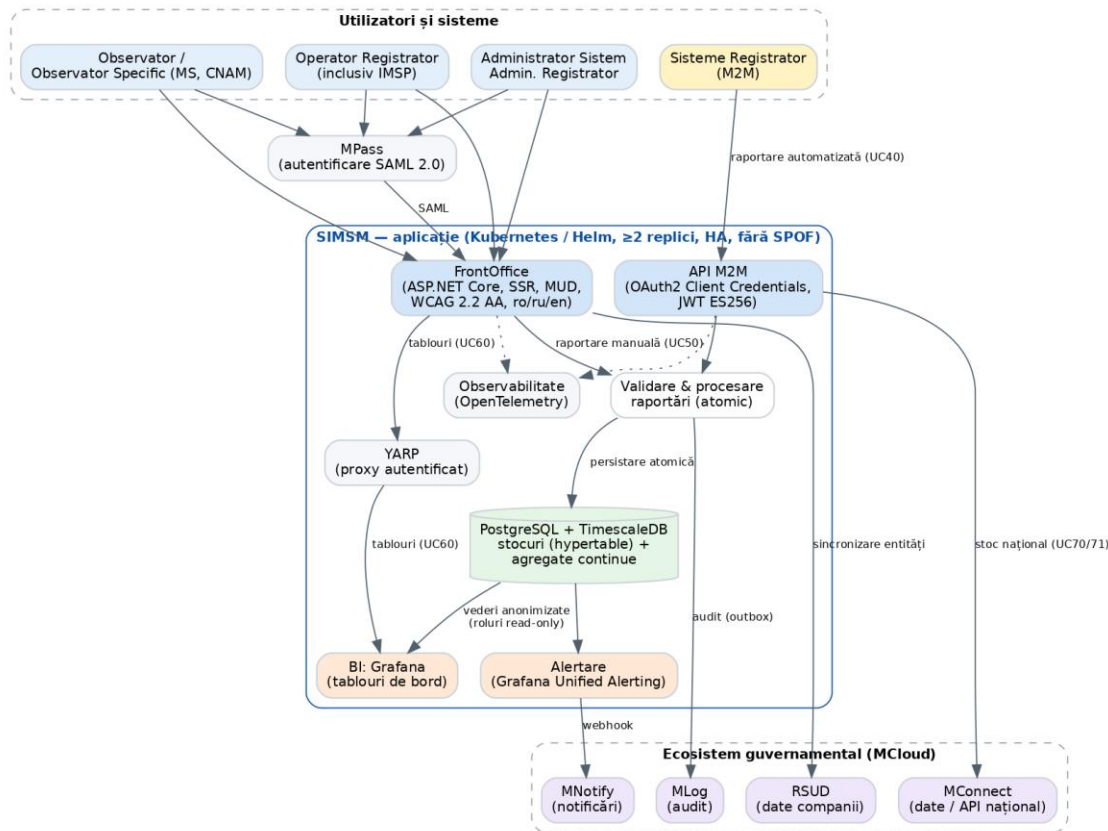 Utilizatori și sisteme
Observator /
Observator Specific (MS, CNAM)
Operator Registrator
(inclusiv IMSP)
Administrator Sistem
Admin. Registrator
Sisteme Registrator
(M2M)
MPass
(autentificare SAML 2.0)
raportare automatizată (UC40)
SAML
SIMSM — aplicație (Kubernetes / Helm, ≥2 replici, HA, fără SPOF)
FrontOffice
(ASP.NET Core, SSR, MUD,
WCAG 2.2 AA, ro/ru/en)
API M2M
(OAuth2 Client Credentials,
JWT ES256)
tablouri (UC60)
raportare manuală (UC50)
Observabilitate
(OpenTelemetry)
Validare & procesare
raportări (atomic)
YARP
(proxy autentificat)
persistare atomică
PostgreSQL + TimescaleDB
stocuri (hypertable) +
agregate continue
tablouri (UC60)
sincronizare entități
stoc național (UC70/71)
vederi anonimizate
(roluri read-only)
audit (outbox)
BI: Grafana
(tablouri de bord)
Alertare
(Grafana Unified Alerting)
webhook
Ecosistem guvernamental (MCloud)
MNotify
(notificări)
MLog
(audit)
RSUD
(date companii)
MConnect
(date / API național)